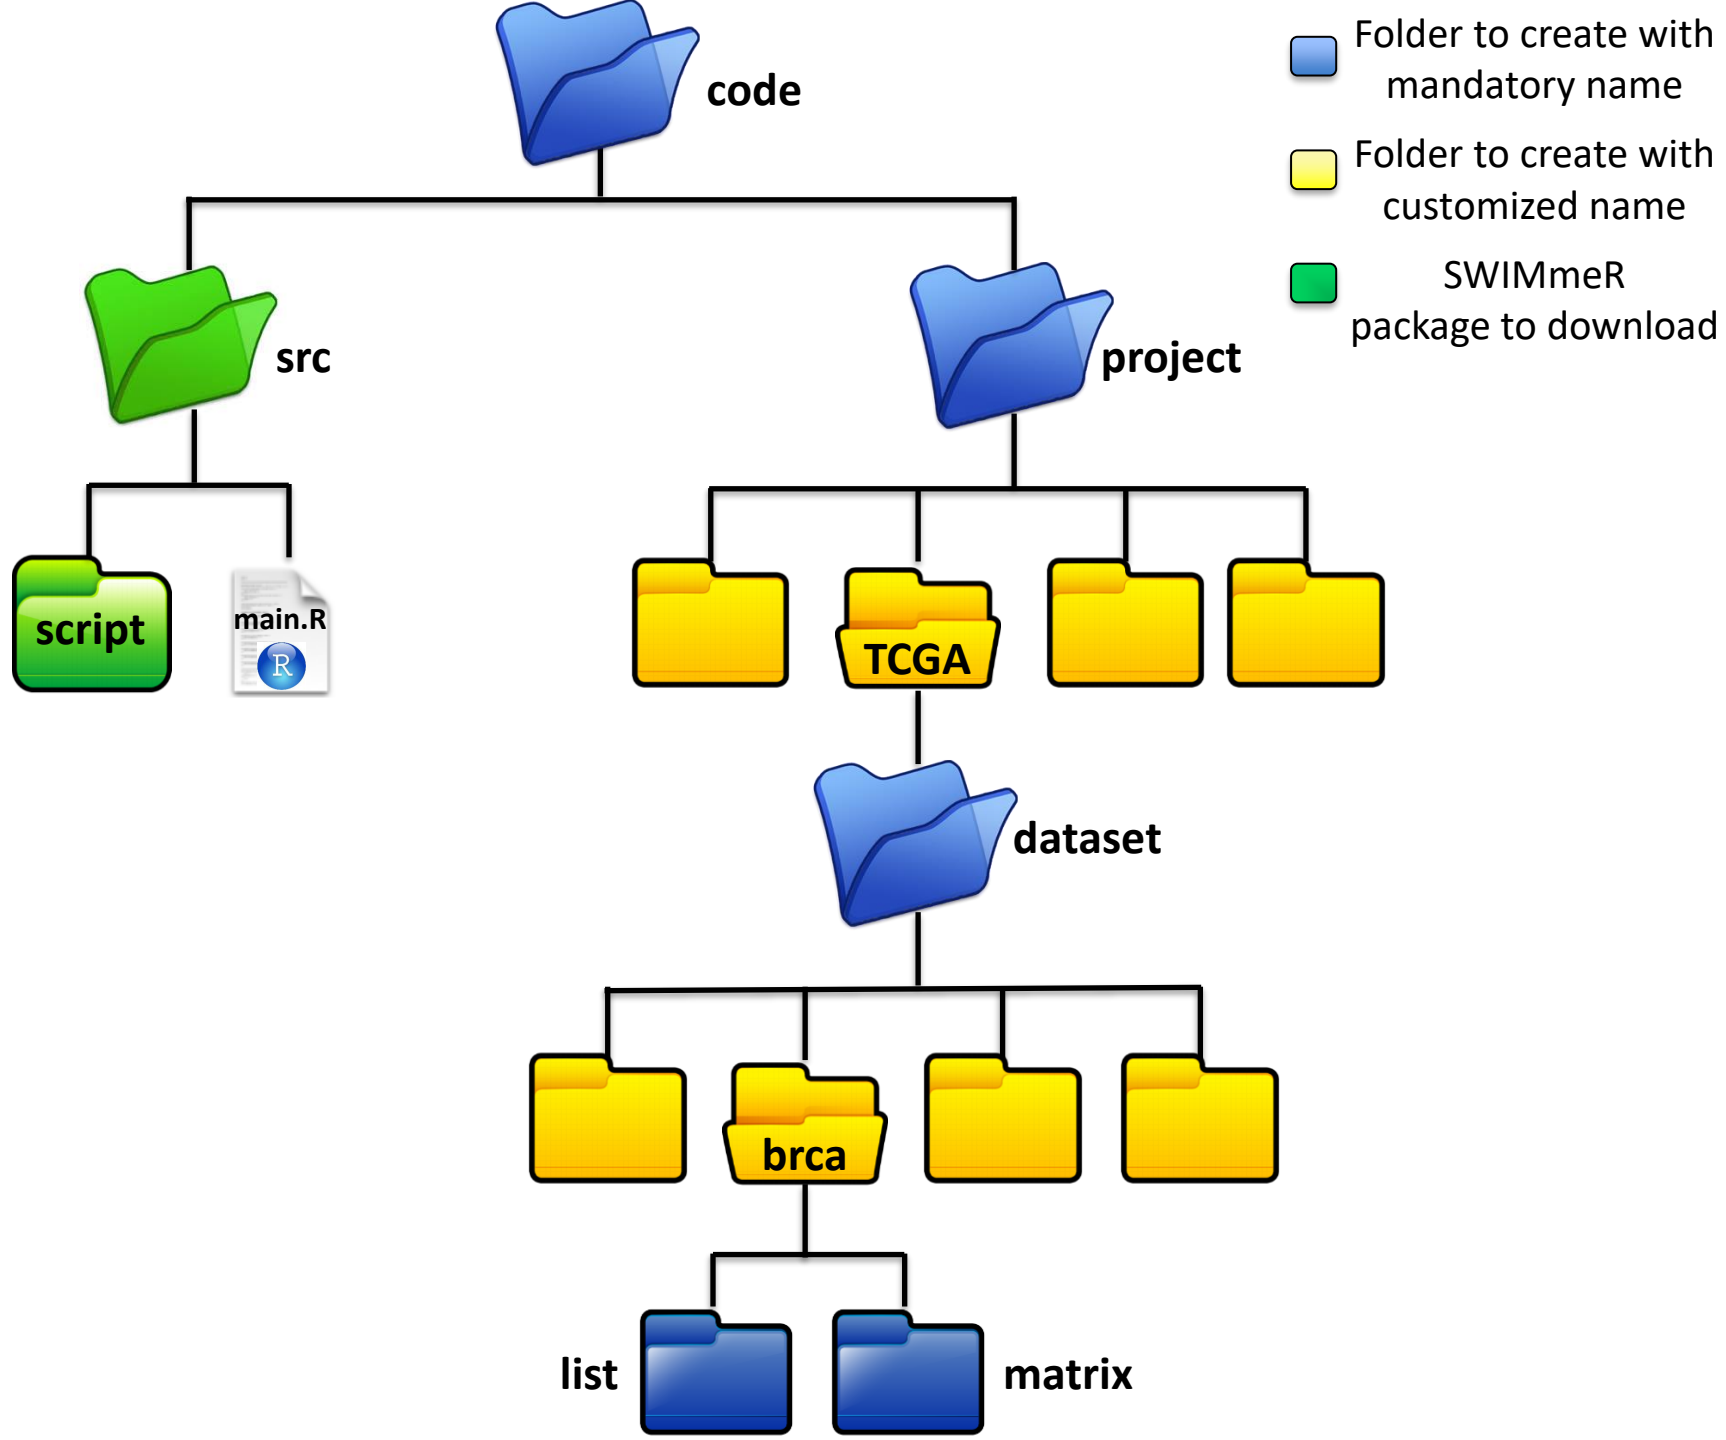 code
Folder to create with
mandatory name
Folder to create with
customized name
SWIMmeR
package to download
src
project
script
main.R
R
TCGA
dataset
brca
list
matrix